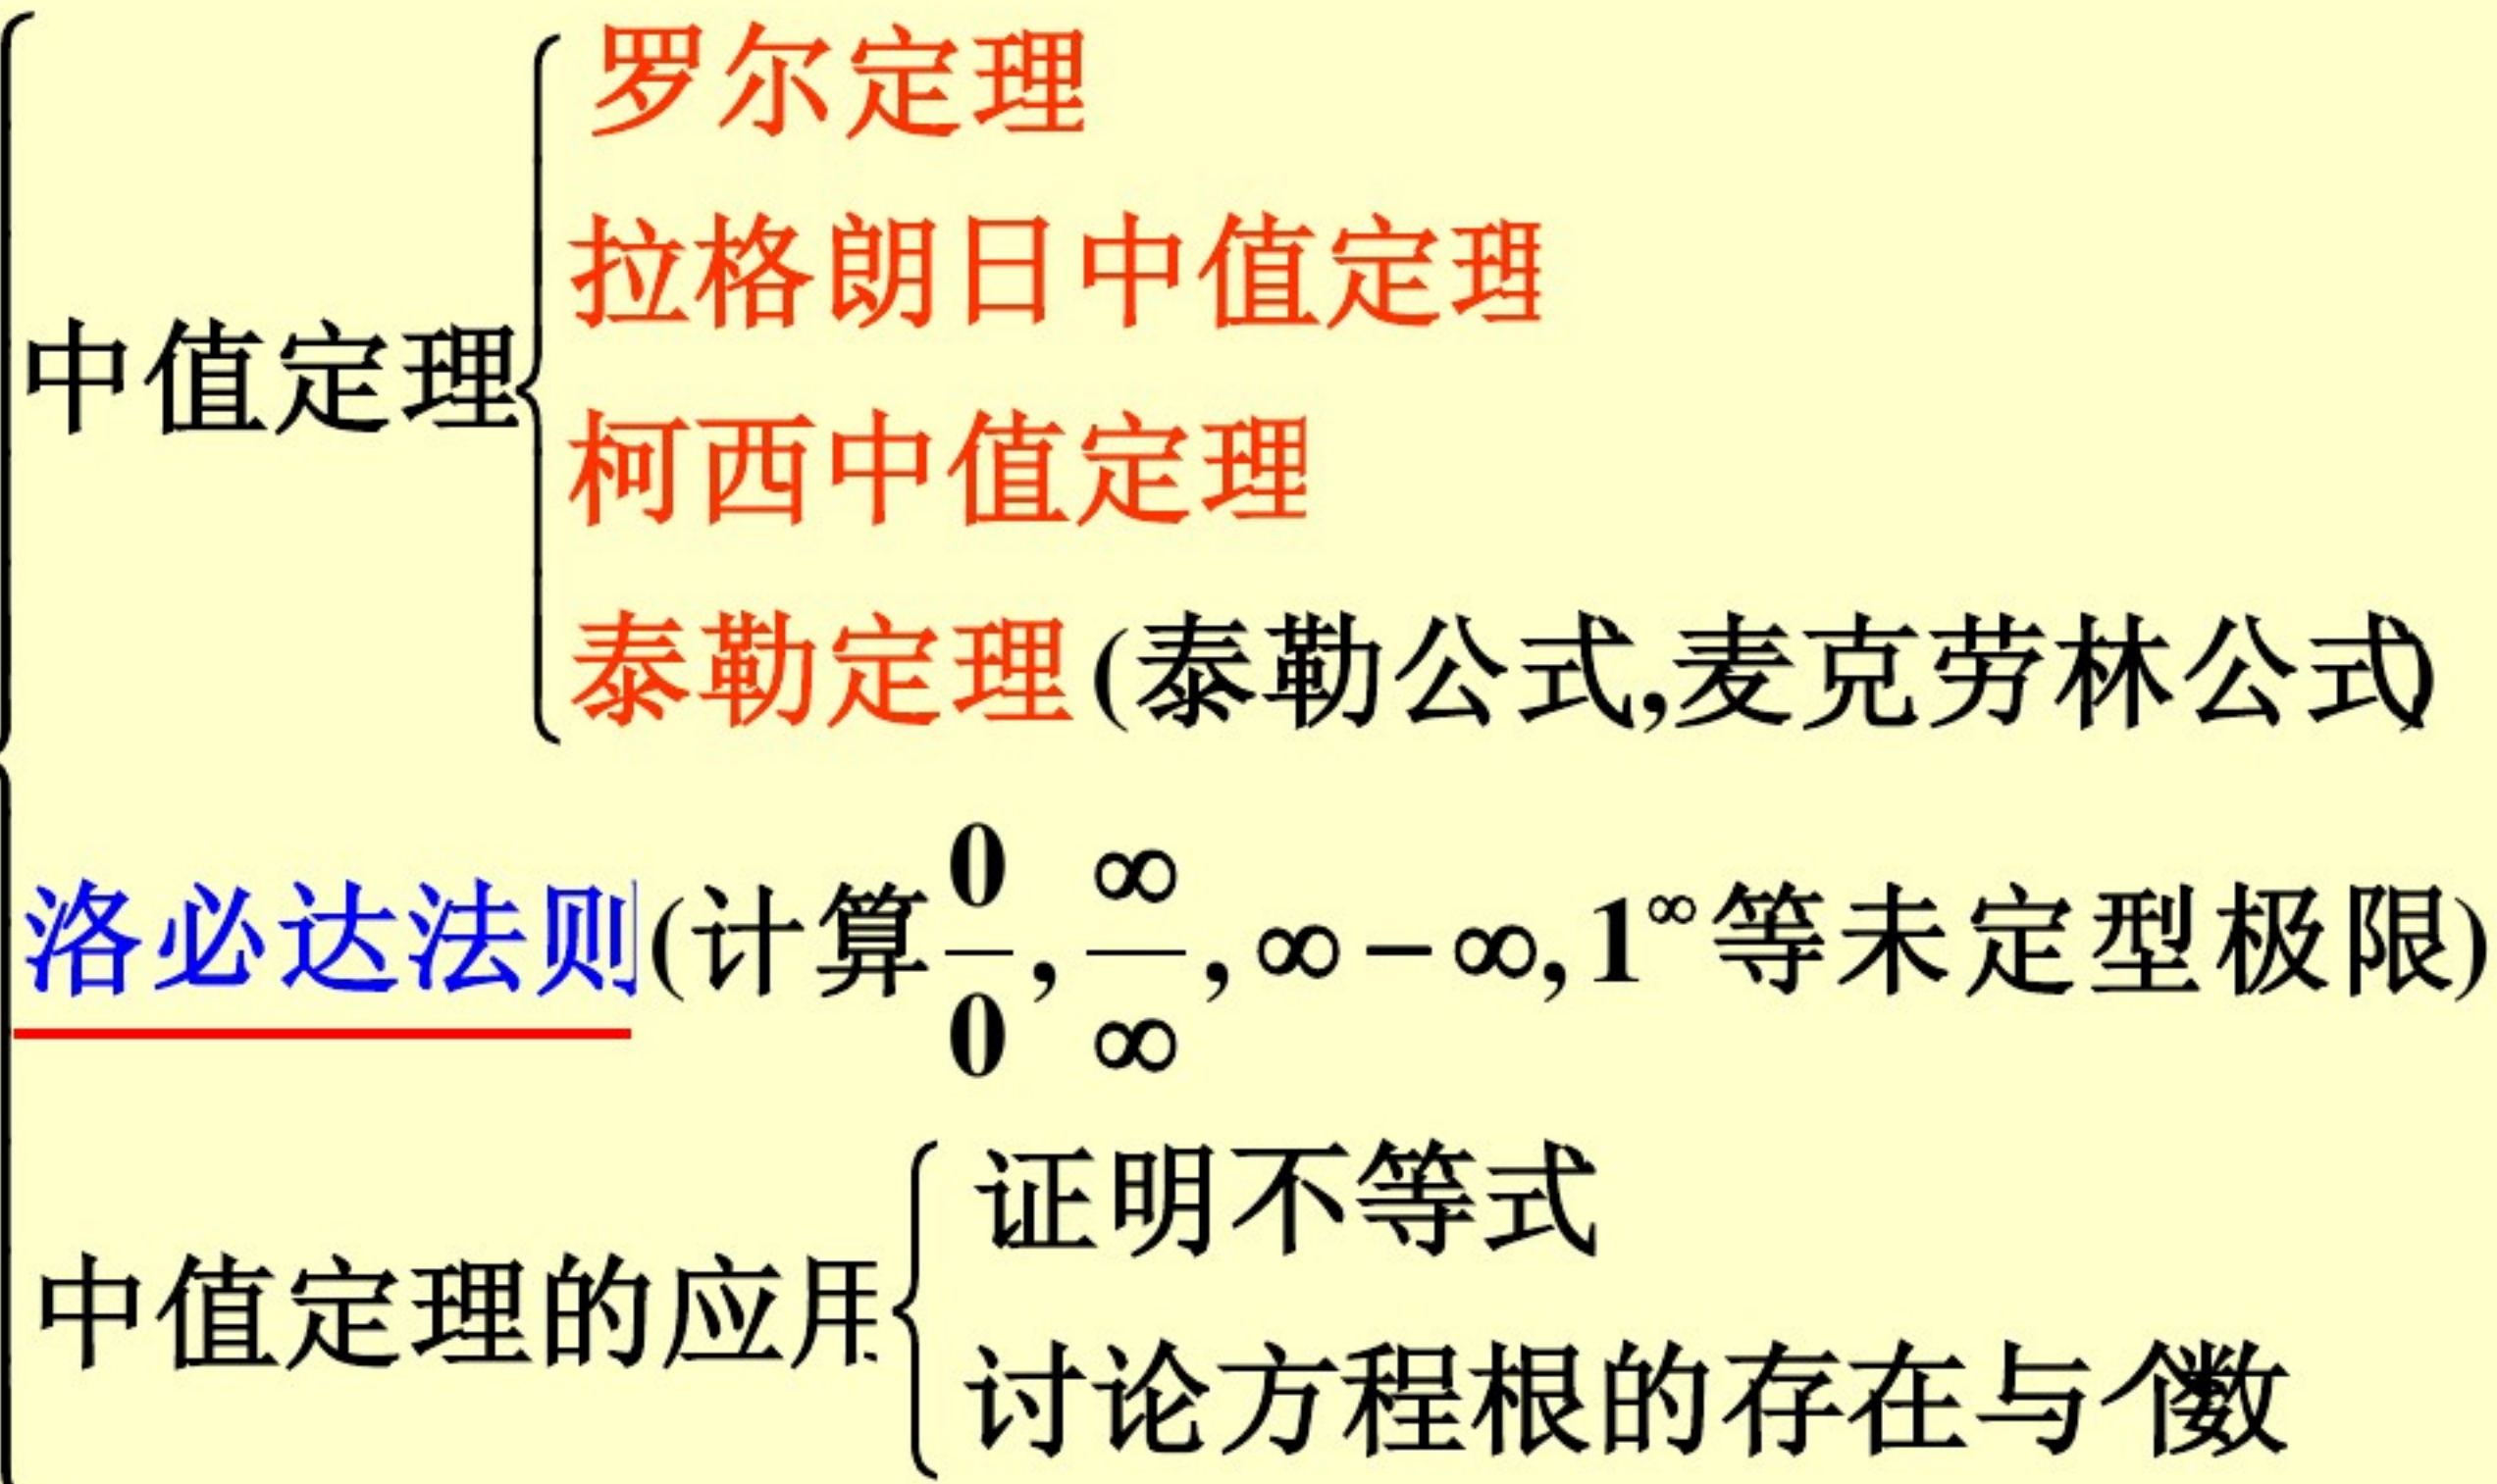 罗尔定理
拉格朗日中值定理
中值定理
柯西中值定理
泰勒定理(泰勒公式,麦克劳林公式)
洛必达法则(计算0/0, ∞/∞, ∞-∞, 1^∞等未定型极限)
证明不等式
中值定理的应用
讨论方程根的存在与个数